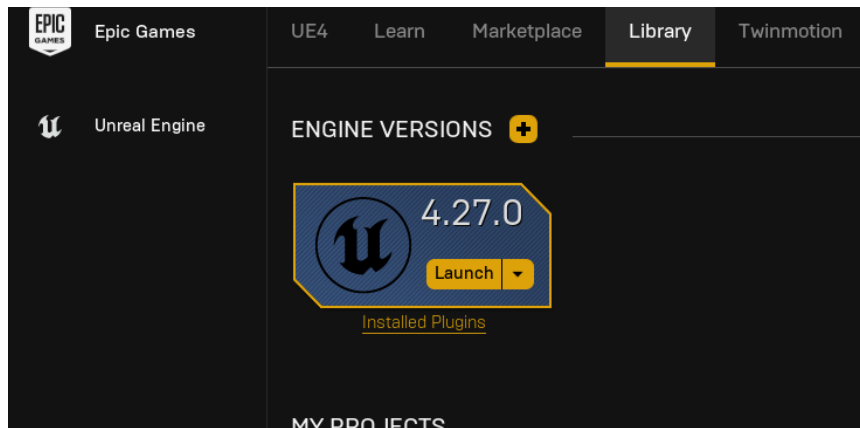 EPIC
GAMES
Epic Games
UE4 Learn Marketplace Library Twinmotion
Unreal Engine
ENGINE VERSIONS +
4.27.0
Launch
Installed Plugins
MY PROJECTS